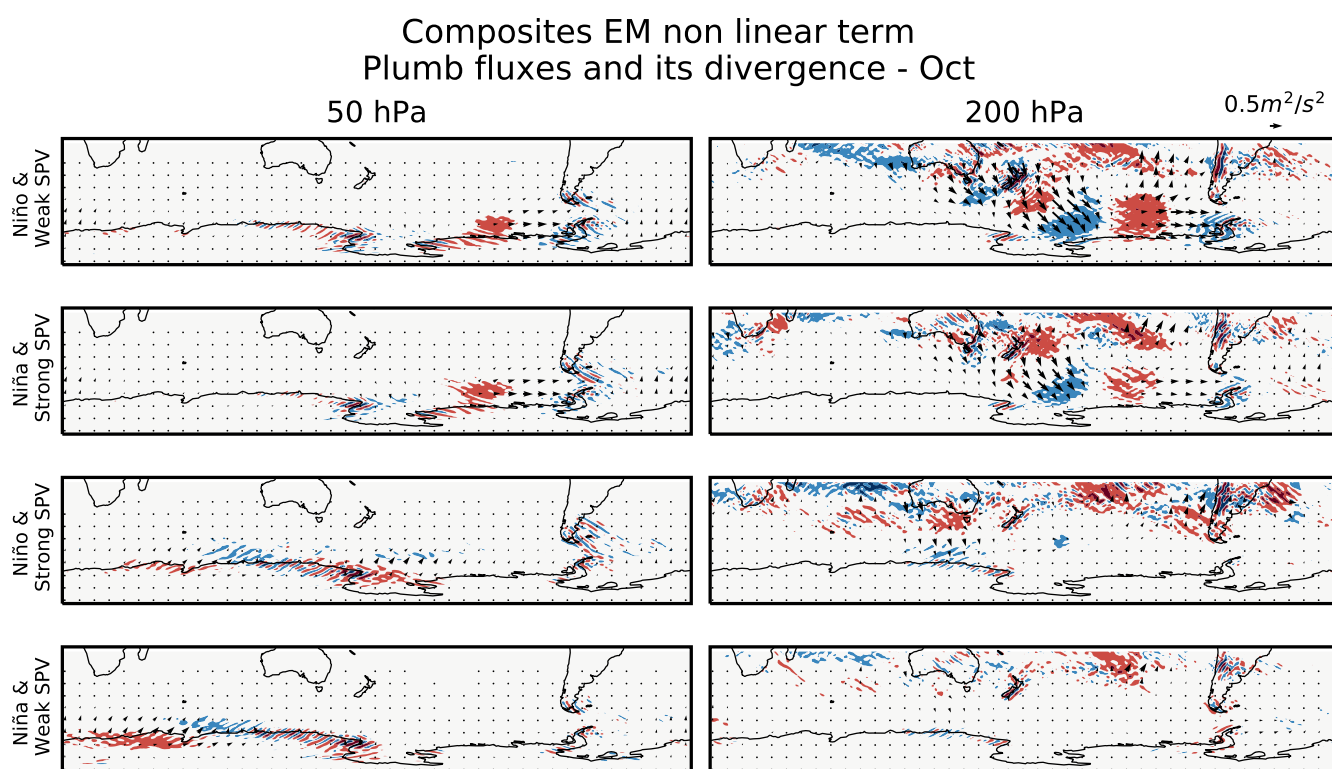 Composites EM non linear term
Plumb fluxes and its divergence - Oct
50 hPa
200 hPa
0.5m²/s²
Niño &
Weak SPV
Niña &
Strong SPV
Niño &
Strong SPV
Niña &
Weak SPV